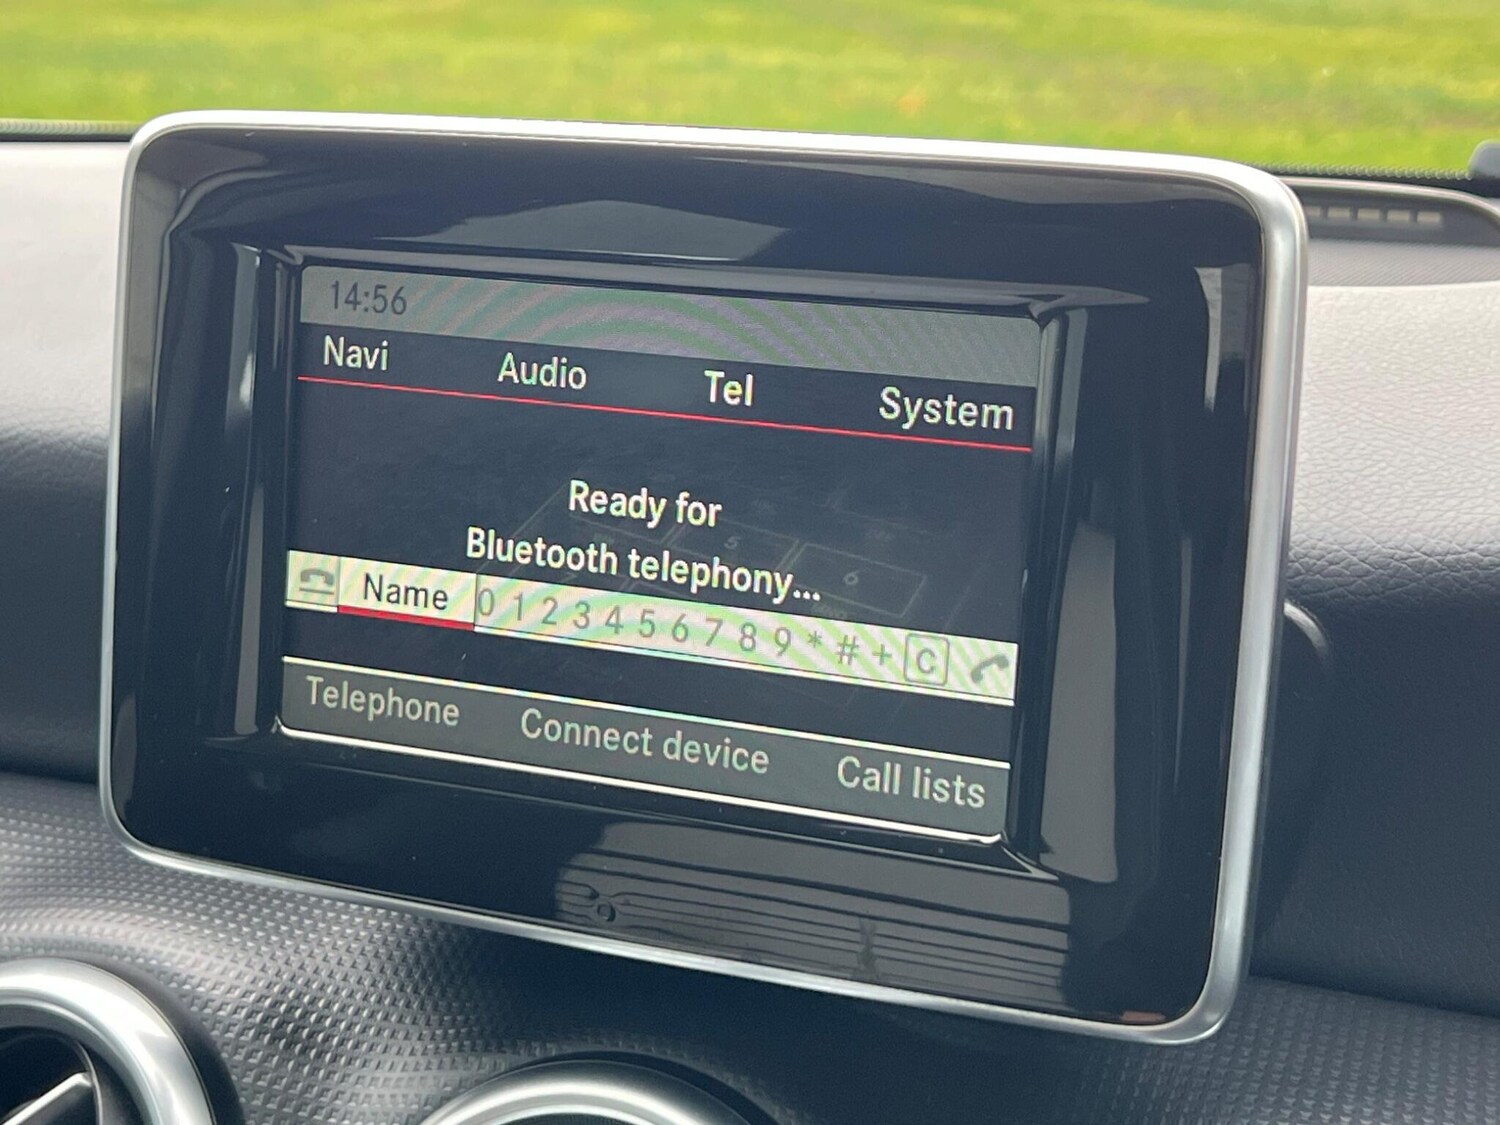 14:56
Navi Audio Tel System
Ready for
Bluetooth telephony...
Name 0 1 2 3 4 5 6 7 8 9 * # + C
Telephone Connect device Call lists